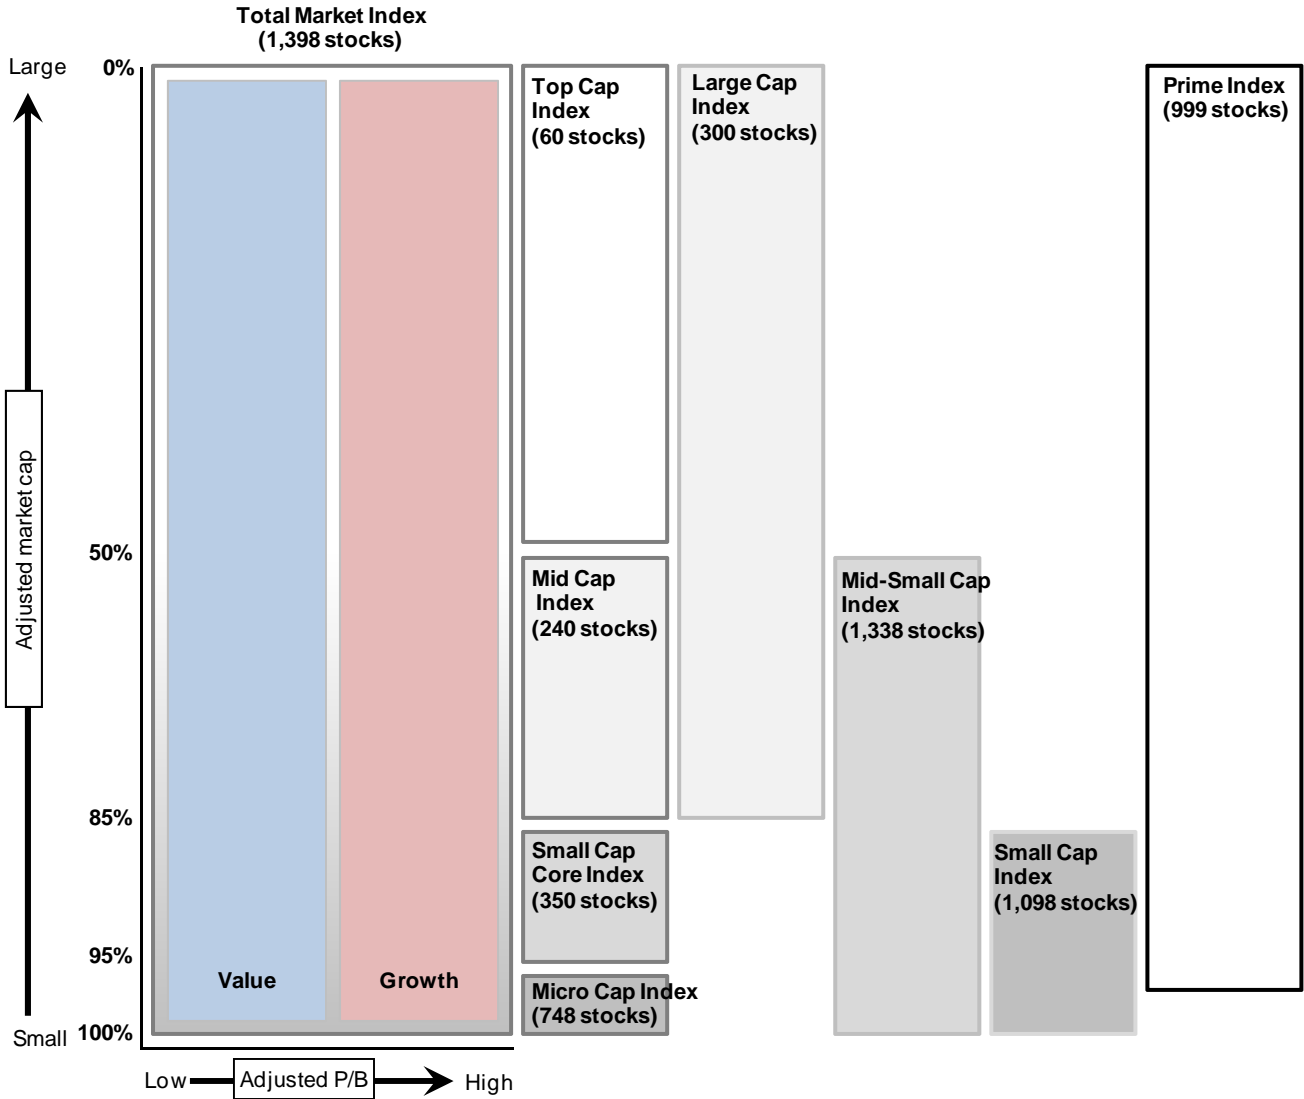 Total Market Index
(1,398 stocks)
Large
0%
Top Cap
Index
(60 stocks)
Large Cap
Index
(300 stocks)
Prime Index
(999 stocks)
Adjusted market cap
50%
Mid Cap
Index
(240 stocks)
Mid-Small Cap
Index
(1,338 stocks)
85%
Small Cap
Core Index
(350 stocks)
Small Cap
Index
(1,098 stocks)
95%
Value
Growth
Micro Cap Index
(748 stocks)
Small
100%
Low
Adjusted P/B
High